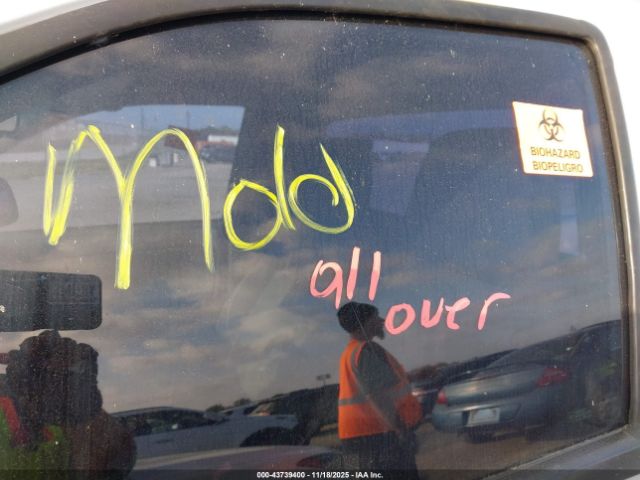 Mold
BIOHAZARD
BIOPELIGRO
all
over
000-43739400 - 11/18/2025 - IAA Inc.